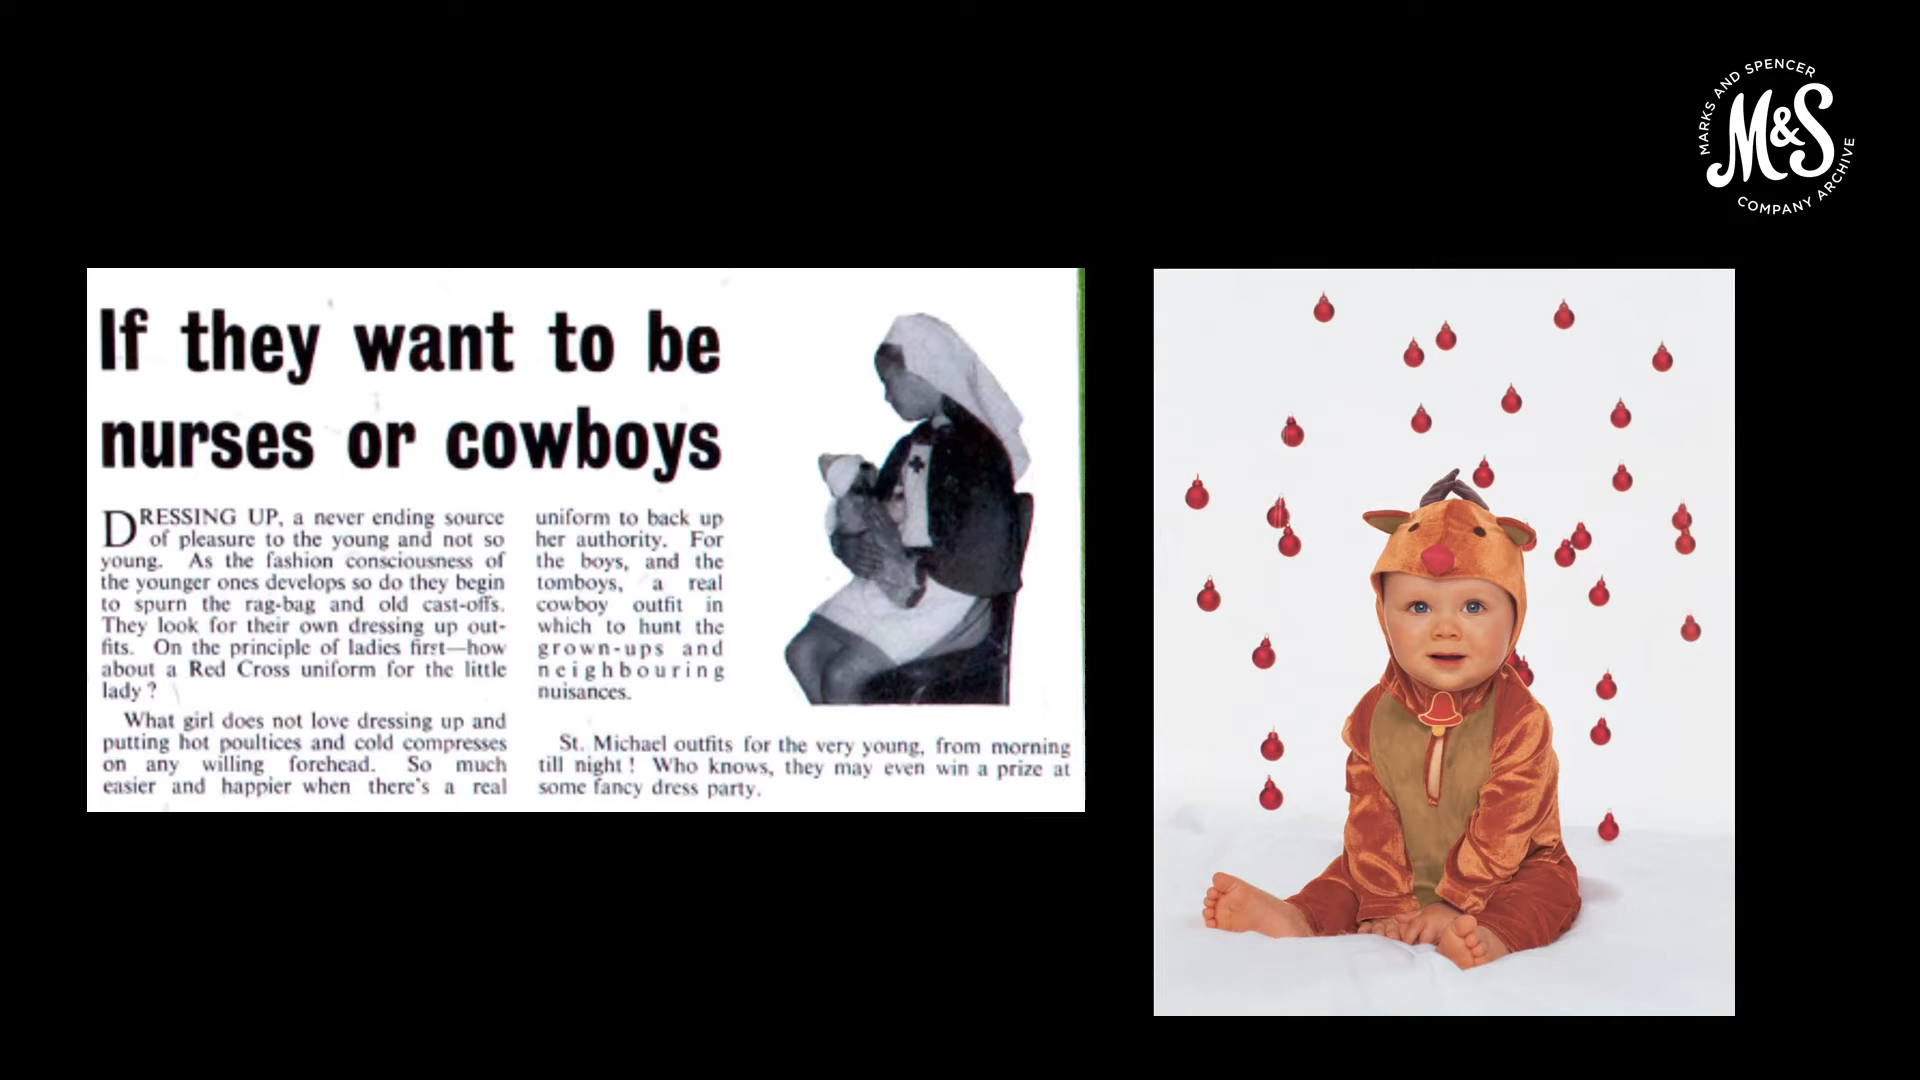 MARKS AND SPENCER
M&S
COMPANY ARCHIVE
If they want to be
nurses or cowboys
DRESSING UP, a never ending source
of pleasure to the young and not so
young. As the fashion consciousness of
the younger ones develops so do they begin
to spurn the rag-bag and old cast-offs.
They look for their own dressing up out-
fits. On the principle of ladies first—how
about a Red Cross uniform for the little
lady?
What girl does not love dressing up and
putting hot poultices and cold compresses
on any willing forehead. So much
easier and happier when there's a real
uniform to back up
her authority. For
the boys, and the
tomboys, a real
cowboy outfit in
which to hunt the
grown-ups and
neighbouring
nuisances.
St. Michael outfits for the very young, from morning
till night! Who knows, they may even win a prize at
some fancy dress party.